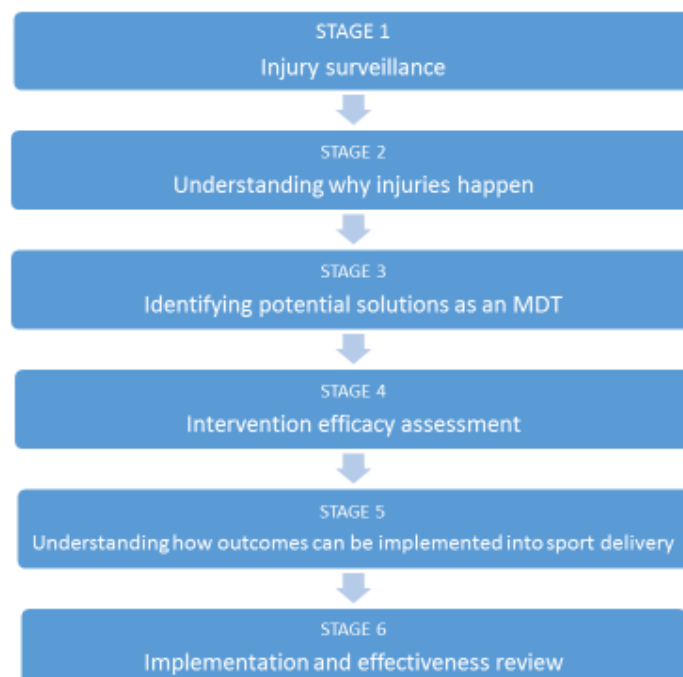 STAGE 1
Injury surveillance
STAGE 2
Understanding why injuries happen
STAGE 3
Identifying potential solutions as an MDT
STAGE 4
Intervention efficacy assessment
STAGE 5
Understanding how outcomes can be implemented into sport delivery
STAGE 6
Implementation and effectiveness review